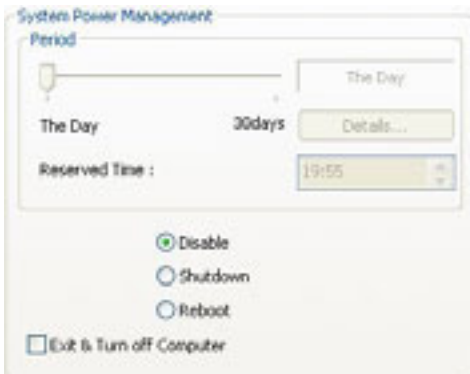 System Power Management
Period
The Day
The Day 30days Details...
Reserved Time : 19:55
Disable
Shutdown
Reboot
Exit & Turn off Computer